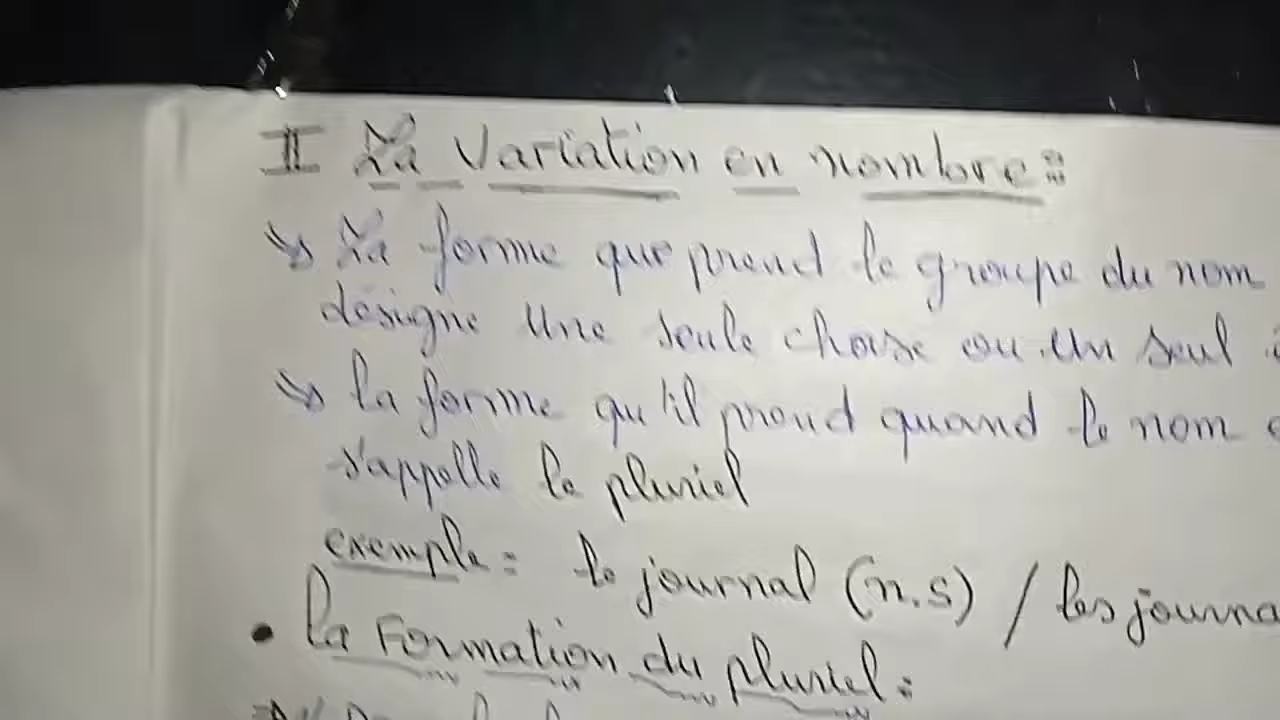 II La Variation en nombre :
La forme que prend le groupe du nom
désigne une seule chose ou un seul
la forme qu'il prend quand le nom
s'appelle le pluriel
exemple : le journal (n.s) / les journa
• la Formation du pluriel :